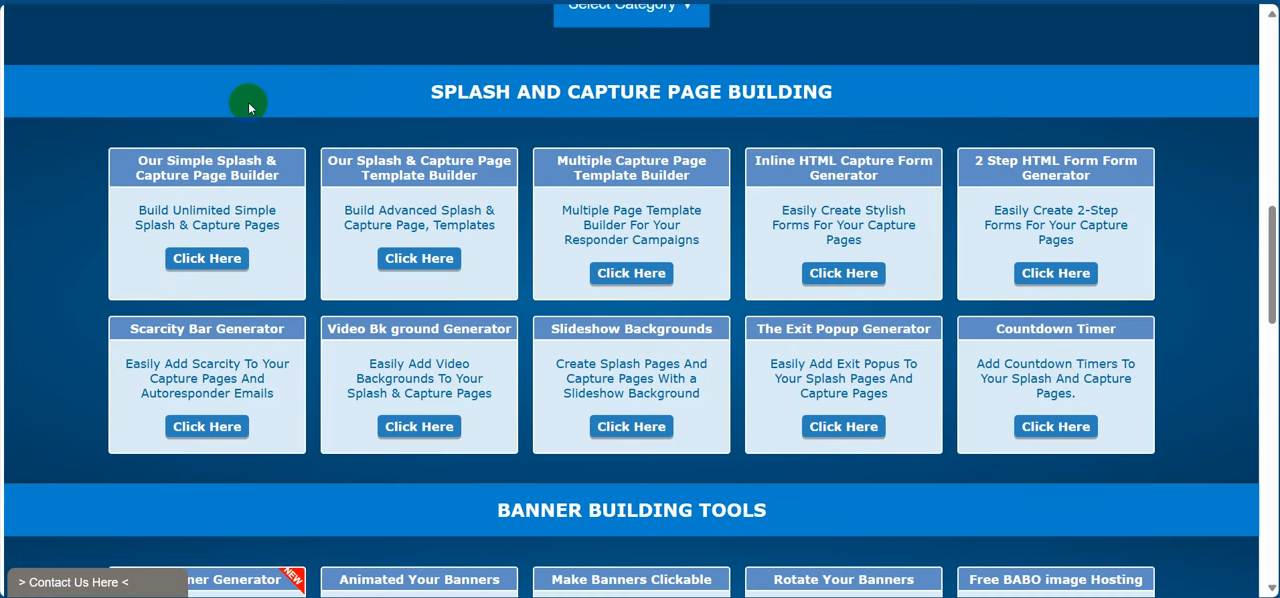 Select Category ▼
SPLASH AND CAPTURE PAGE BUILDING
Our Simple Splash &
Capture Page Builder
Build Unlimited Simple
Splash & Capture Pages
Click Here
Our Splash & Capture Page
Template Builder
Build Advanced Splash &
Capture Page, Templates
Click Here
Multiple Capture Page
Template Builder
Multiple Page Template
Builder For Your
Responder Campaigns
Click Here
Inline HTML Capture Form
Generator
Easily Create Stylish
Forms For Your Capture
Pages
Click Here
2 Step HTML Form Form
Generator
Easily Create 2-Step
Forms For Your Capture
Pages
Click Here
Scarcity Bar Generator
Easily Add Scarcity To Your
Capture Pages And
Autoresponder Emails
Click Here
Video Bk ground Generator
Easily Add Video
Backgrounds To Your
Splash & Capture Pages
Click Here
Slideshow Backgrounds
Create Splash Pages And
Capture Pages With a
Slideshow Background
Click Here
The Exit Popup Generator
Easily Add Exit Popus To
Your Splash Pages And
Capture Pages
Click Here
Countdown Timer
Add Countdown Timers To
Your Splash And Capture
Pages.
Click Here
BANNER BUILDING TOOLS
> Contact Us Here <
Generator
NEW
Animated Your Banners
Make Banners Clickable
Rotate Your Banners
Free BABO image Hosting